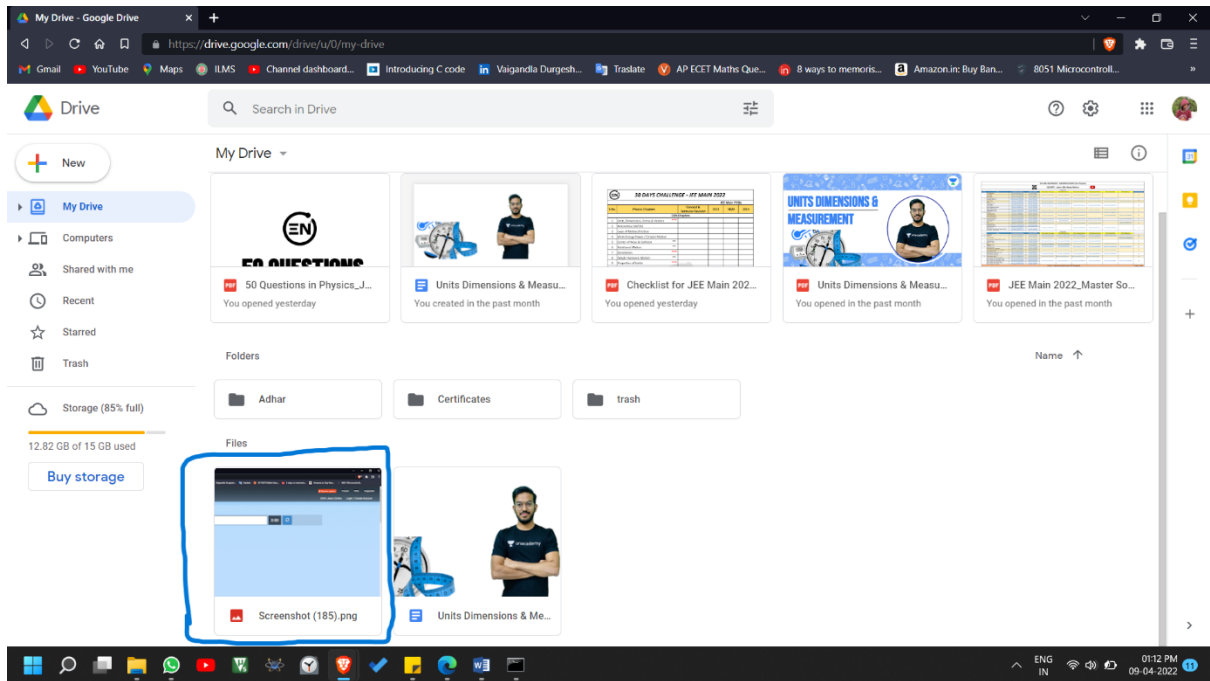 My Drive - Google Drive
https://drive.google.com/drive/u/0/my-drive
Gmail YouTube Maps ILMS Channel dashboard... Introducing C code Vaigandla Durgesh... Traslate AP ECET Maths Que... 8 ways to memoris... Amazon.in: Buy Ban... 8051 Microcontroll... »
Drive
Search in Drive
New
My Drive
My Drive
Computers
Shared with me
Recent
Starred
Trash
Storage (85% full)
12.82 GB of 15 GB used
Buy storage
EN
50 QUESTIONS
30 DAYS CHALLENGE - JEE MAIN 2022
UNITS DIMENSIONS &
MEASUREMENT
50 Questions in Physics_J...
You opened yesterday
Units Dimensions & Measu...
You created in the past month
Checklist for JEE Main 202...
You opened yesterday
Units Dimensions & Measu...
You opened in the past month
JEE Main 2022_Master So...
You opened in the past month
Folders
Name
Adhar
Certificates
trash
Files
unacademy
Screenshot (185).png
Units Dimensions & Me...
ENG
IN
01:12 PM
09-04-2022
11